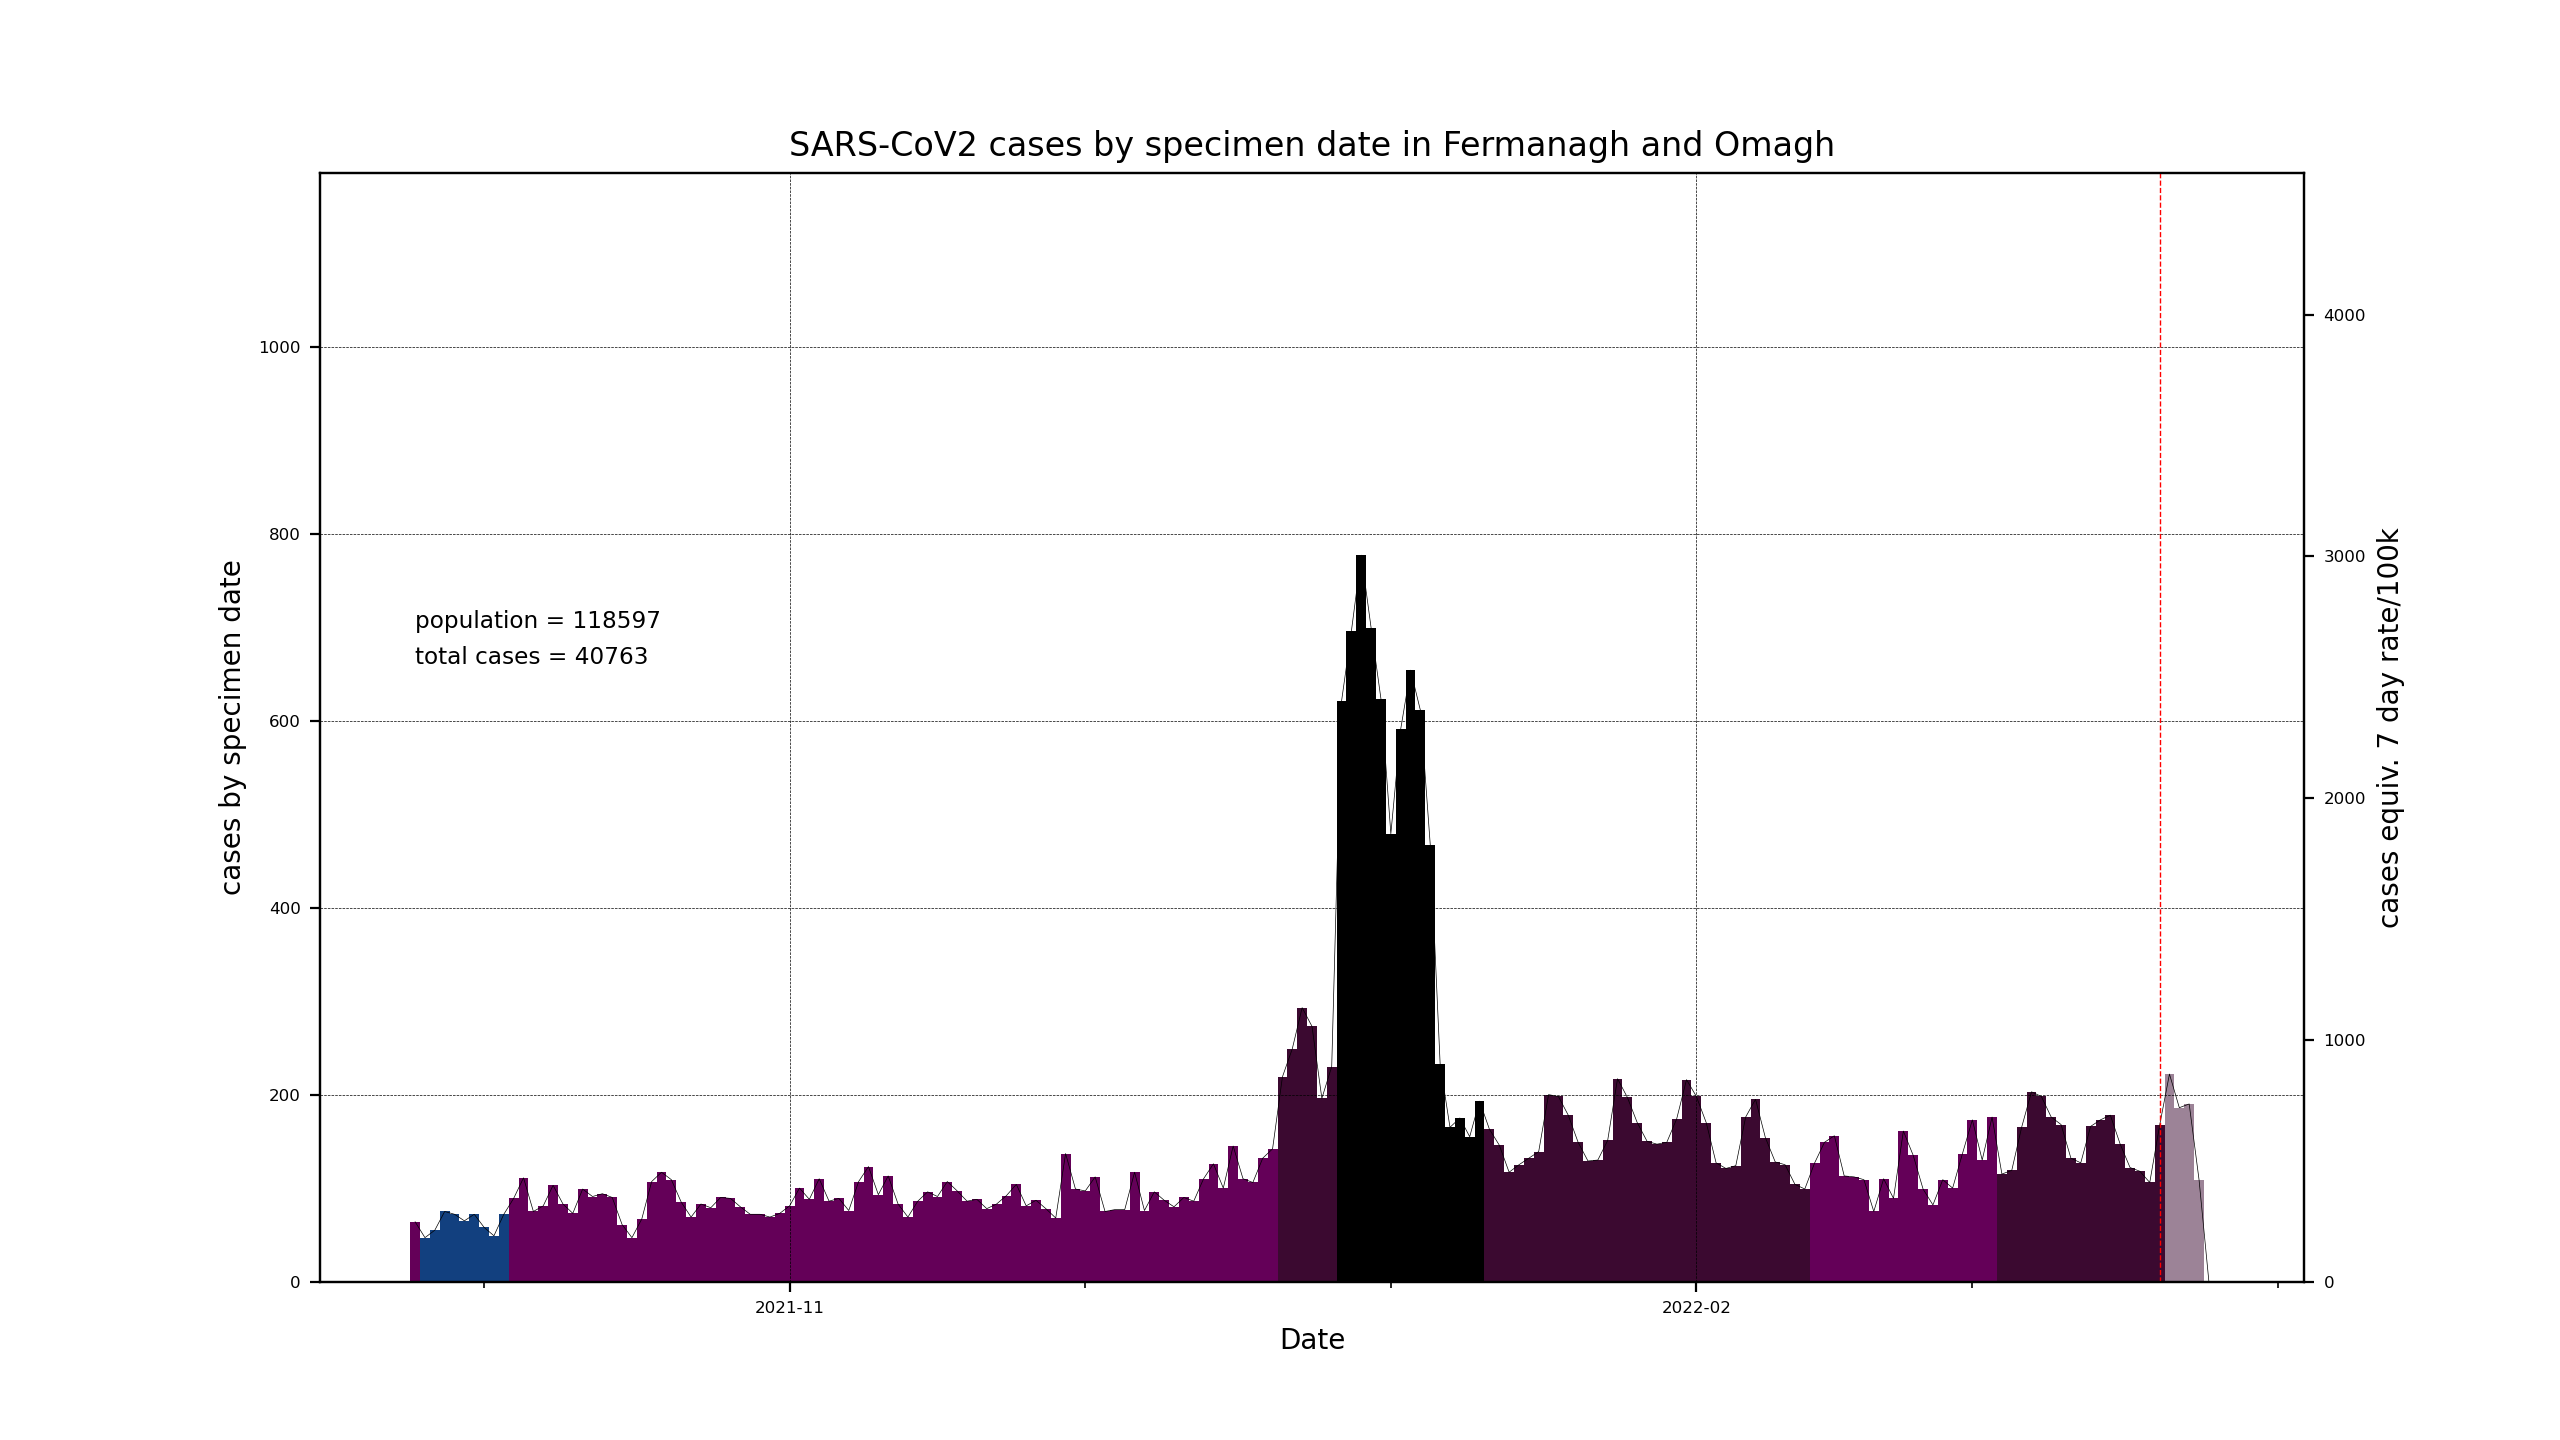 SARS-CoV2 cases by specimen date in Fermanagh and Omagh
cases by specimen date
1000
800
600
400
200
0
population = 118597
total cases = 40763
4000
3000
2000
1000
0
cases equiv. 7 day rate/100k
2021-11
2022-02
Date